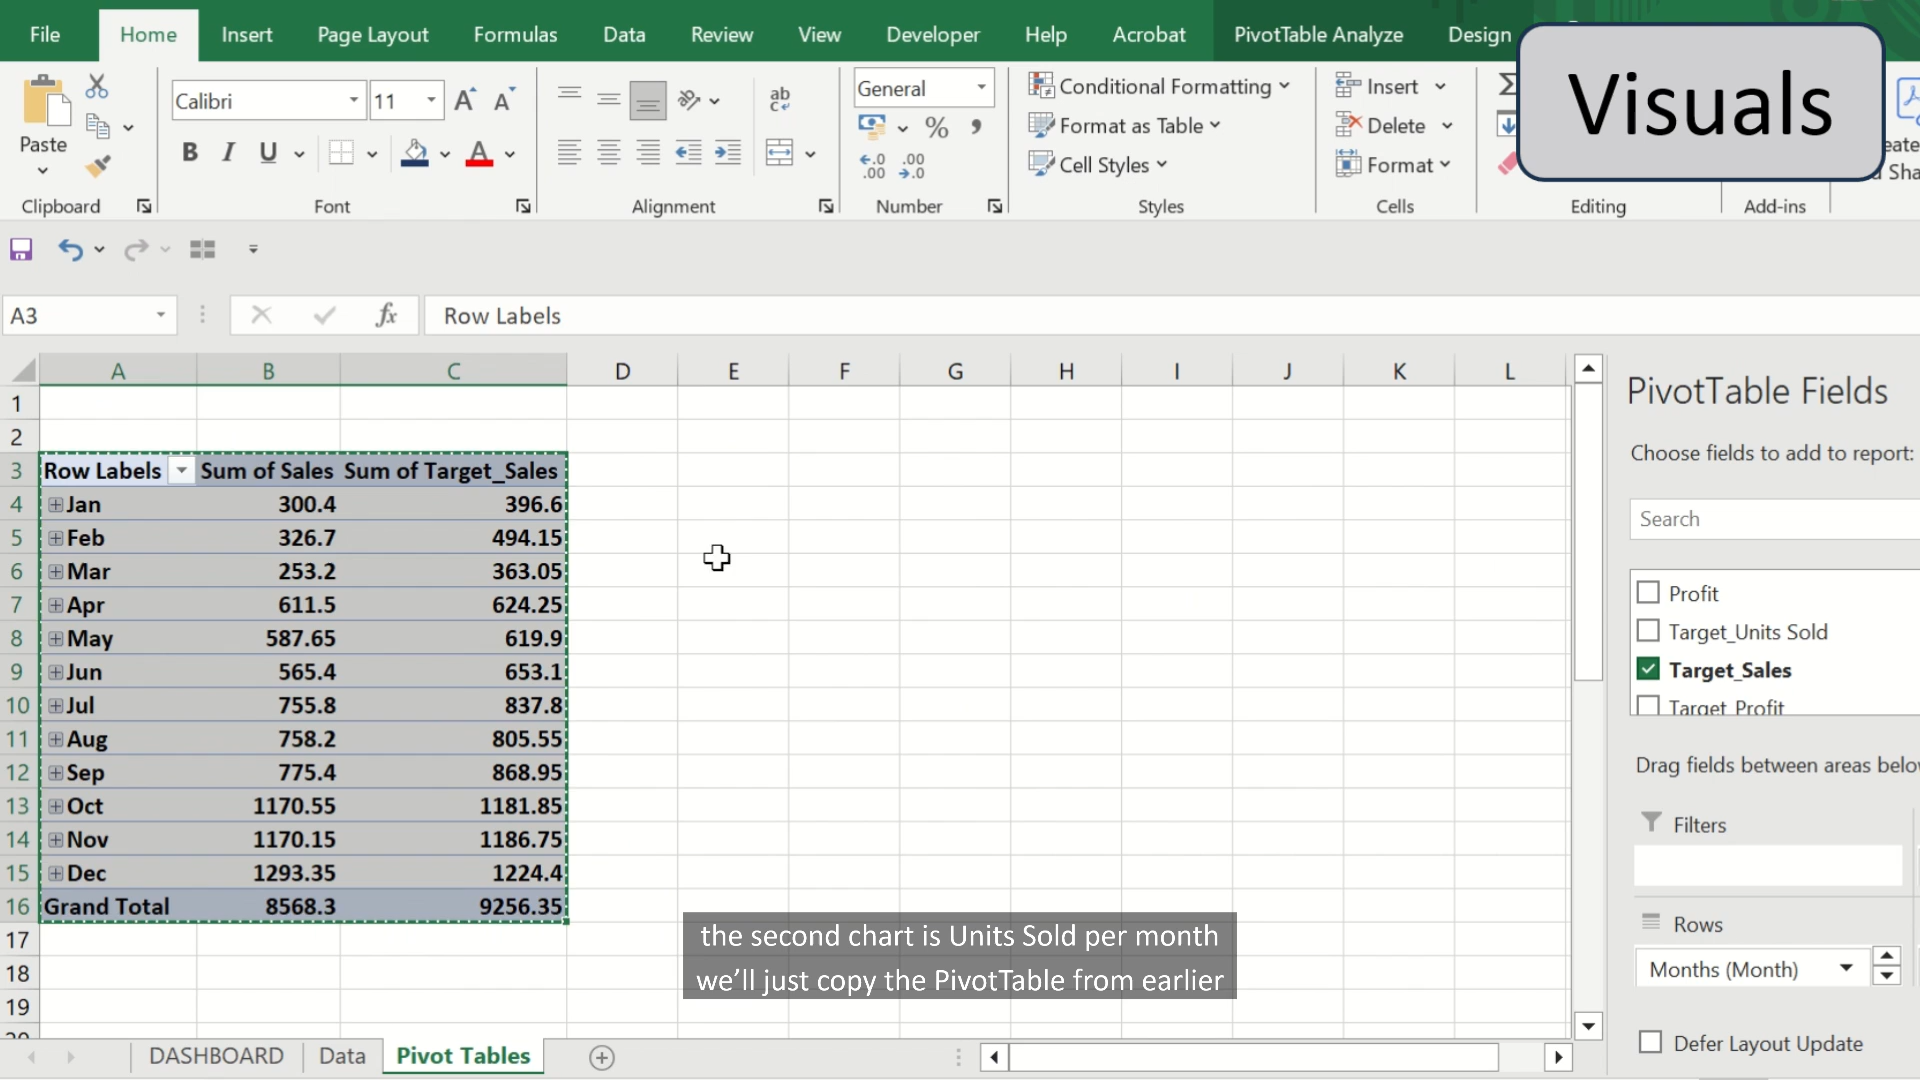 File Home Insert Page Layout Formulas Data Review View Developer Help Acrobat PivotTable Analyze Design
Visuals
Calibri 11 General Conditional Formatting Insert
Format as Table Delete
Paste B I U A % Cell Styles Format
Clipboard Font Alignment Number Styles Cells Editing Add-ins
A3 fx Row Labels
A B C D E F G H I J K L
1
2
3 Row Labels Sum of Sales Sum of Target_Sales
4 Jan 300.4 396.6
5 Feb 326.7 494.15
6 Mar 253.2 363.05
7 Apr 611.5 624.25
8 May 587.65 619.9
9 Jun 565.4 653.1
10 Jul 755.8 837.8
11 Aug 758.2 805.55
12 Sep 775.4 868.95
13 Oct 1170.55 1181.85
14 Nov 1170.15 1186.75
15 Dec 1293.35 1224.4
16 Grand Total 8568.3 9256.35
17
18
19
the second chart is Units Sold per month
we'll just copy the PivotTable from earlier
PivotTable Fields
Choose fields to add to report:
Search
Profit
Target_Units Sold
Target_Sales
Target_Profit
Drag fields between areas
Filters
Rows
Months (Month)
Defer Layout Update
DASHBOARD Data Pivot Tables